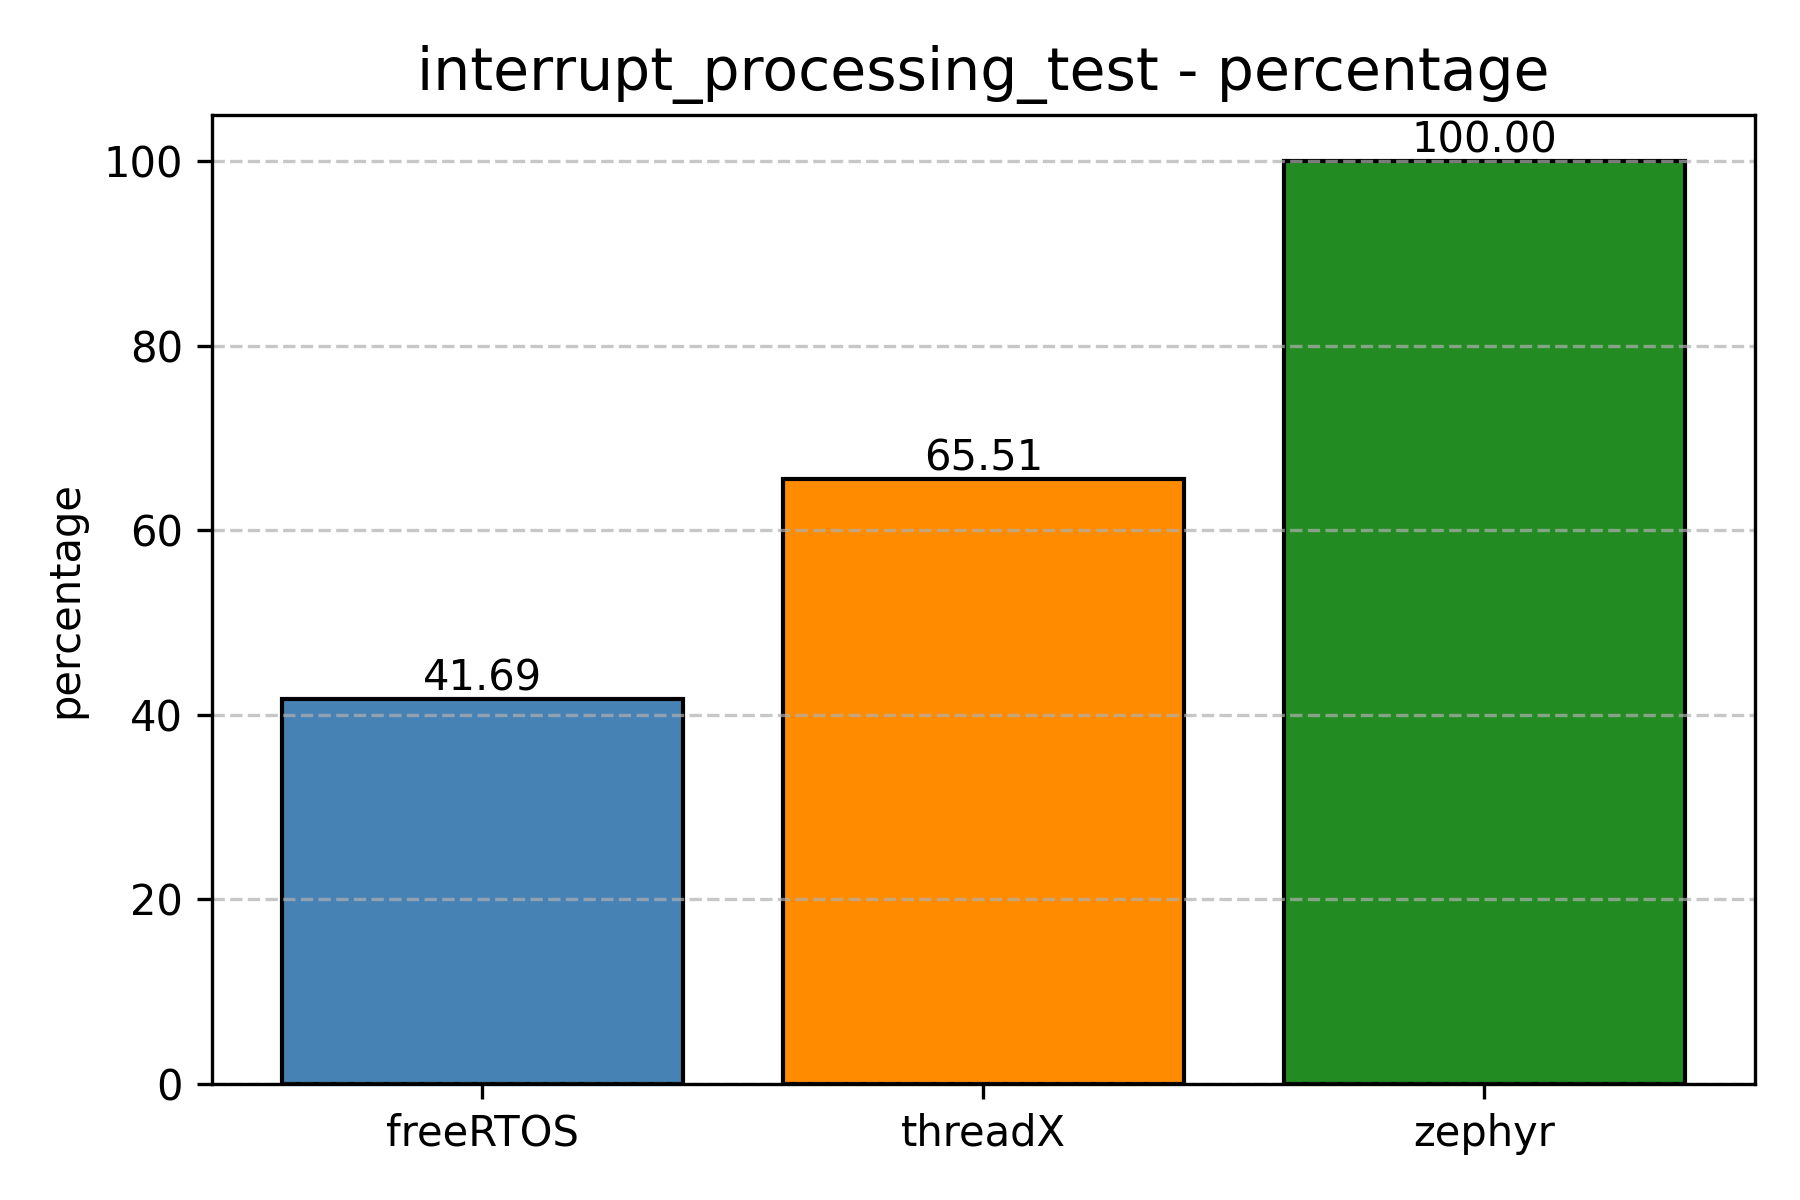 interrupt_processing_test - percentage
percentage
100
80
60
40
20
0
41.69
65.51
100.00
freeRTOS
threadX
zephyr